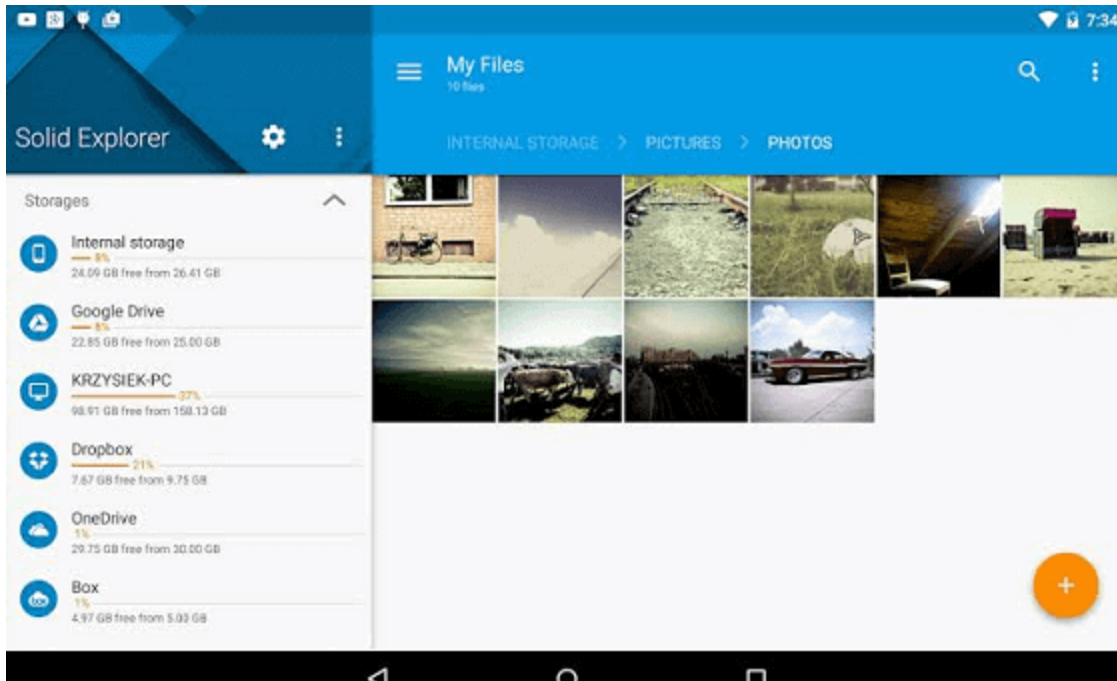 7:34
Solid Explorer
My Files
10 files
INTERNAL STORAGE > PICTURES > PHOTOS
Storages
Internal storage
8%
24.09 GB free from 26.41 GB
Google Drive
8%
22.85 GB free from 25.00 GB
KRZYSIEK-PC
37%
98.91 GB free from 158.13 GB
Dropbox
21%
7.67 GB free from 9.75 GB
OneDrive
1%
29.75 GB free from 30.00 GB
Box
1%
4.97 GB free from 5.03 GB